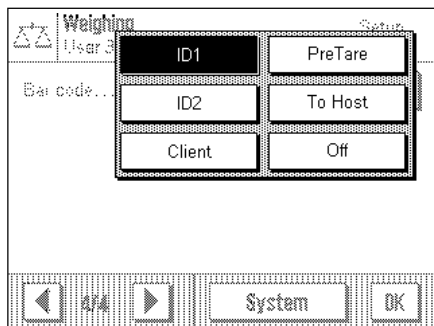 Weighing
Setup
User 3
Bar code...
ID1
PreTare
ID2
To Host
Client
Off
4/4
System
OK